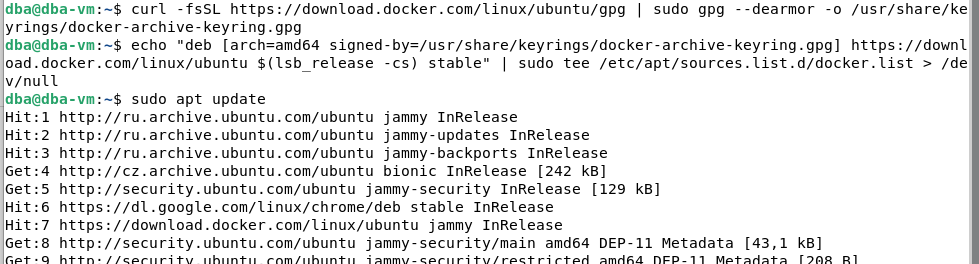 dba@dba-vm:~$ curl -fsSL https://download.docker.com/linux/ubuntu/gpg | sudo gpg --dearmor -o /usr/share/ke
yrings/docker-archive-keyring.gpg
dba@dba-vm:~$ echo "deb [arch=amd64 signed-by=/usr/share/keyrings/docker-archive-keyring.gpg] https://downl
oad.docker.com/linux/ubuntu $(lsb_release -cs) stable" | sudo tee /etc/apt/sources.list.d/docker.list > /de
v/null
dba@dba-vm:~$ sudo apt update
Hit:1 http://ru.archive.ubuntu.com/ubuntu jammy InRelease
Hit:2 http://ru.archive.ubuntu.com/ubuntu jammy-updates InRelease
Hit:3 http://ru.archive.ubuntu.com/ubuntu jammy-backports InRelease
Get:4 http://cz.archive.ubuntu.com/ubuntu bionic InRelease [242 kB]
Get:5 http://security.ubuntu.com/ubuntu jammy-security InRelease [129 kB]
Hit:6 https://dl.google.com/linux/chrome/deb stable InRelease
Hit:7 https://download.docker.com/linux/ubuntu jammy InRelease
Get:8 http://security.ubuntu.com/ubuntu jammy-security/main amd64 DEP-11 Metadata [43,1 kB]
Get:9 http://security.ubuntu.com/ubuntu jammy-security/restricted amd64 DEP-11 Metadata [208 B]